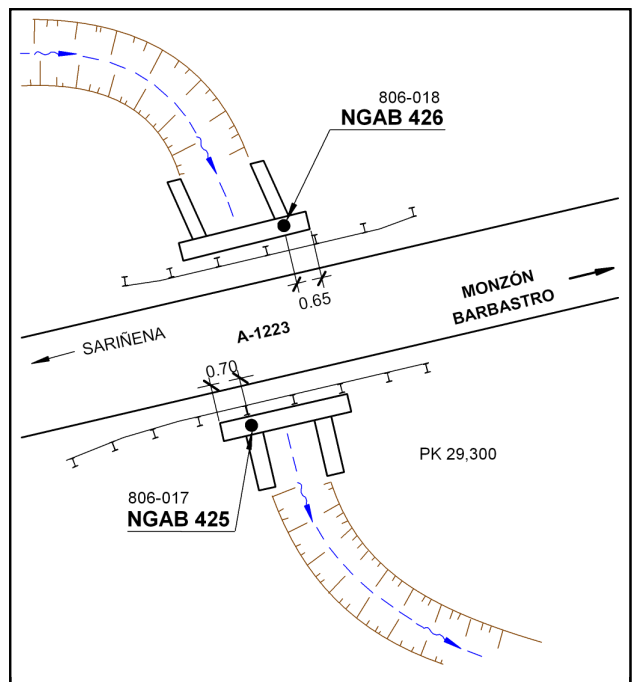 806-018
NGAB 426
0.65
MONZÓN
BARBASTRO
A-1223
SARIÑENA
0.70
PK 29,300
806-017
NGAB 425